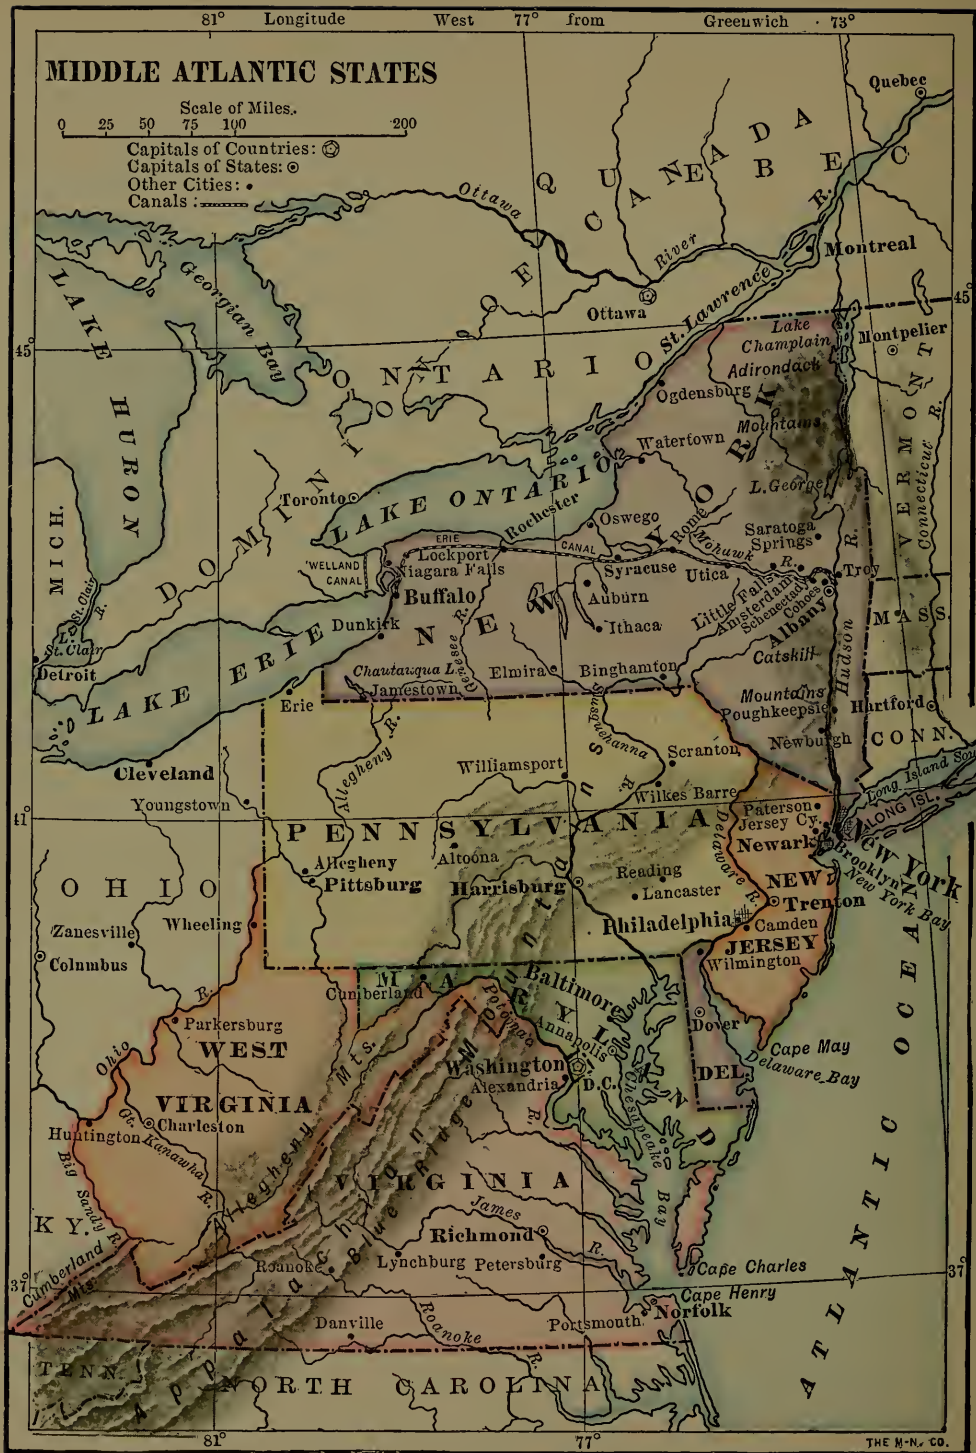 81° Longitude West 77° from Greenwich 73°
MIDDLE ATLANTIC STATES
Scale of Miles.
0 25 50 75 100 200
Capitals of Countries:
Capitals of States:
Other Cities:
Canals:
Quebec
CANADA
QUEBEC
Ottawa
River
R.
Montreal
Ottawa
St. Lawrence
45°
45°
LAKE HURON
Georgian Bay
DOMINION OF
ONTARIO
Lake
Champlain
Montpelier
Adirondack
Mountains
Ogdensburg
Watertown
VERMONT
Connecticut R.
L. George
Toronto
LAKE ONTARIO
Rochester
Oswego
Rome
Mohawk
R.
Saratoga
Springs
R.
MICH.
ERIE
CANAL
Lockport
WELLAND
CANAL
Niagara Falls
Syracuse
Utica
Troy
Buffalo
Auburn
Little Falls
Amsterdam
Schenectady
Cohoes
Albany
MASS.
NEW YORK
St. Clair
R.
L.
St. Clair
Detroit
Dunkirk
Genesee R.
Ithaca
Catskill
Hudson
LAKE ERIE
Chautauqua L.
Jamestown
Elmira
Binghamton
Mountains
Poughkeepsie
Hartford
Erie
Susquehanna
R.
Newburgh
CONN.
Allegheny R.
Scranton
Cleveland
Williamsport
Long Island Sou
Youngstown
Wilkes Barre
Paterson
LONG ISL.
41
PENNSYLVANIA
Jersey Cy.
Newark
New York
Brooklyn
New York Bay
Allegheny
Pittsburg
Altoona
Harrisburg
Reading
Lancaster
Delaware R.
NEW
Trenton
OHIO
Wheeling
Philadelphia
Camden
JERSEY
Zanesville
Columbus
Wilmington
MARYLAND
Cumberland
Baltimore
Potomac
Annapolis
Dover
R.
Parkersburg
WEST
Mts.
Cape May
Delaware Bay
Washington
Alexandria
D.C.
DEL.
Ohio
VIRGINIA
Chesapeake
Bay
R.
Huntington
Gt. Kanawha
R.
Charleston
Allegheny
Big Sandy R.
Blue Ridge
VIRGINIA
James
R.
KY.
Richmond
Roanoke
Lynchburg
Petersburg
Cape Charles
37°
37°
Cumberland
Mts.
Cape Henry
Norfolk
Danville
Roanoke
R.
Portsmouth
TENN.
NORTH CAROLINA
Appalachian Mount
ATLANTIC OCEAN
81°
77°
THE M-N. CO.